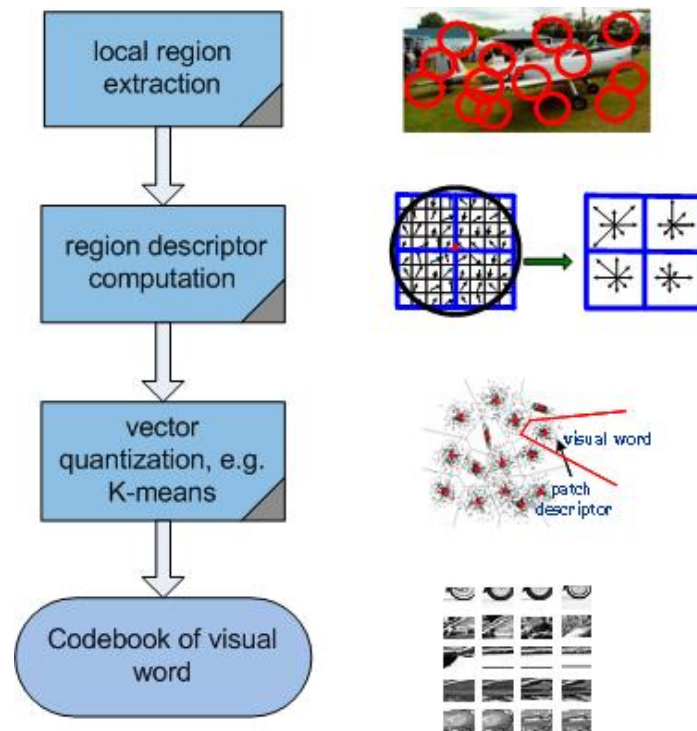 local region
extraction
region descriptor
computation
vector
quantization, e.g.
K-means
visual word
patch
descriptor
Codebook of visual
word